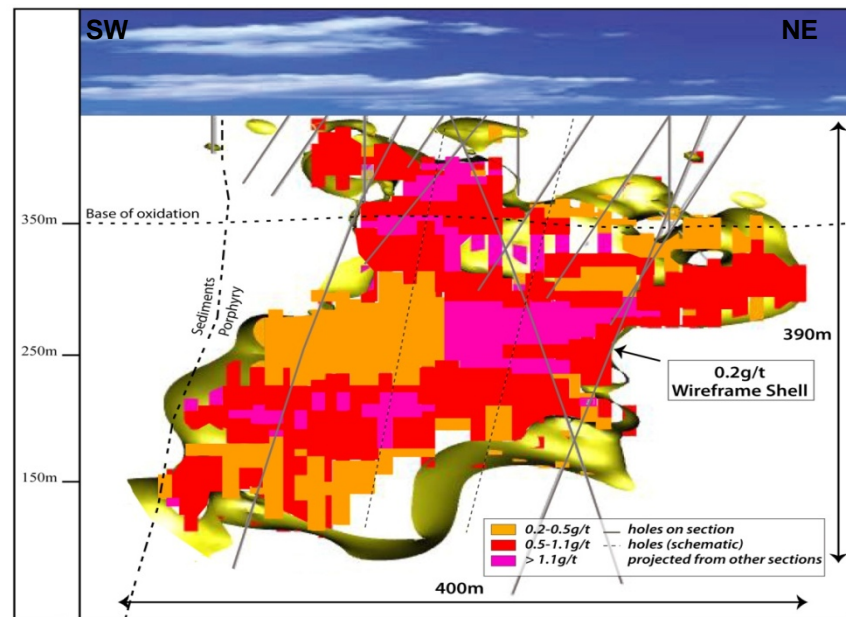 SW
NE
350m
Base of oxidation
Sediments
Porphyry
390m
250m
0.2g/t
Wireframe Shell
150m
0.2-0.5g/t
holes on section
0.5-1.1g/t
holes (schematic)
> 1.1g/t
projected from other sections
400m